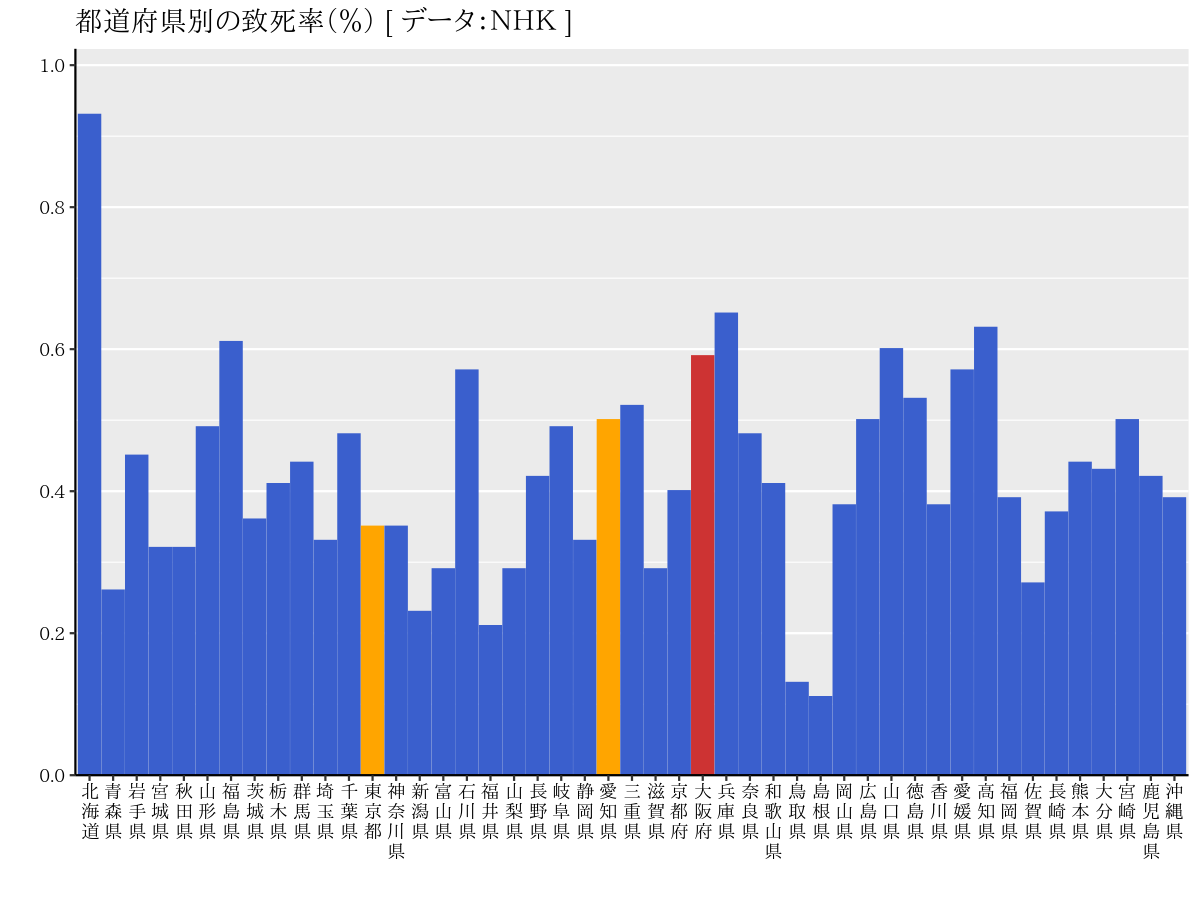 都道府県別の致死率(%) [ データ:NHK ]
1.0
0.8
0.6
0.4
0.2
0.0
北海道
青森県
岩手県
宮城県
秋田県
山形県
福島県
茨城県
栃木県
群馬県
埼玉県
千葉県
東京都
神奈川県
新潟県
富山県
石川県
福井県
山梨県
長野県
岐阜県
静岡県
愛知県
三重県
滋賀県
京都府
大阪府
兵庫県
奈良県
和歌山県
鳥取県
島根県
岡山県
広島県
山口県
徳島県
香川県
愛媛県
高知県
福岡県
佐賀県
長崎県
熊本県
大分県
宮崎県
鹿児島県
沖縄県